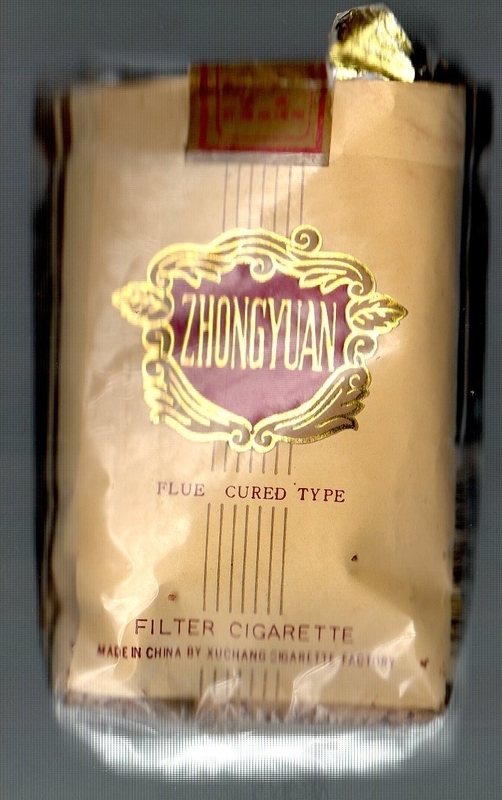 ZHONGYUAN
FLUE CURED TYPE
FILTER CIGARETTE
MADE IN CHINA BY XUCHANG CIGARETTE FACTORY